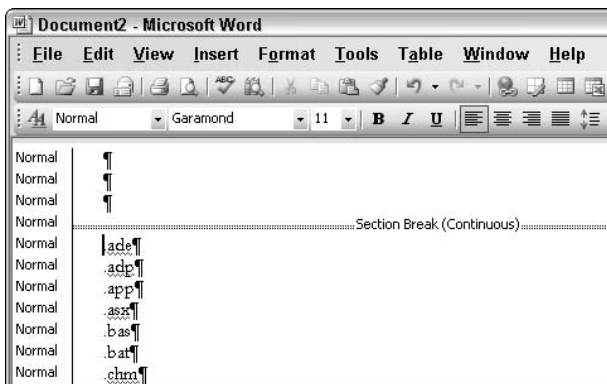 Document2 - Microsoft Word
File Edit View Insert Format Tools Table Window Help
ABC
Normal Garamond 11 B I U
Normal ¶
Normal ¶
Normal ¶
Normal Section Break (Continuous)
Normal .ade¶
Normal .adp¶
Normal .app¶
Normal .asx¶
Normal .bas¶
Normal .bat¶
Normal .chm¶